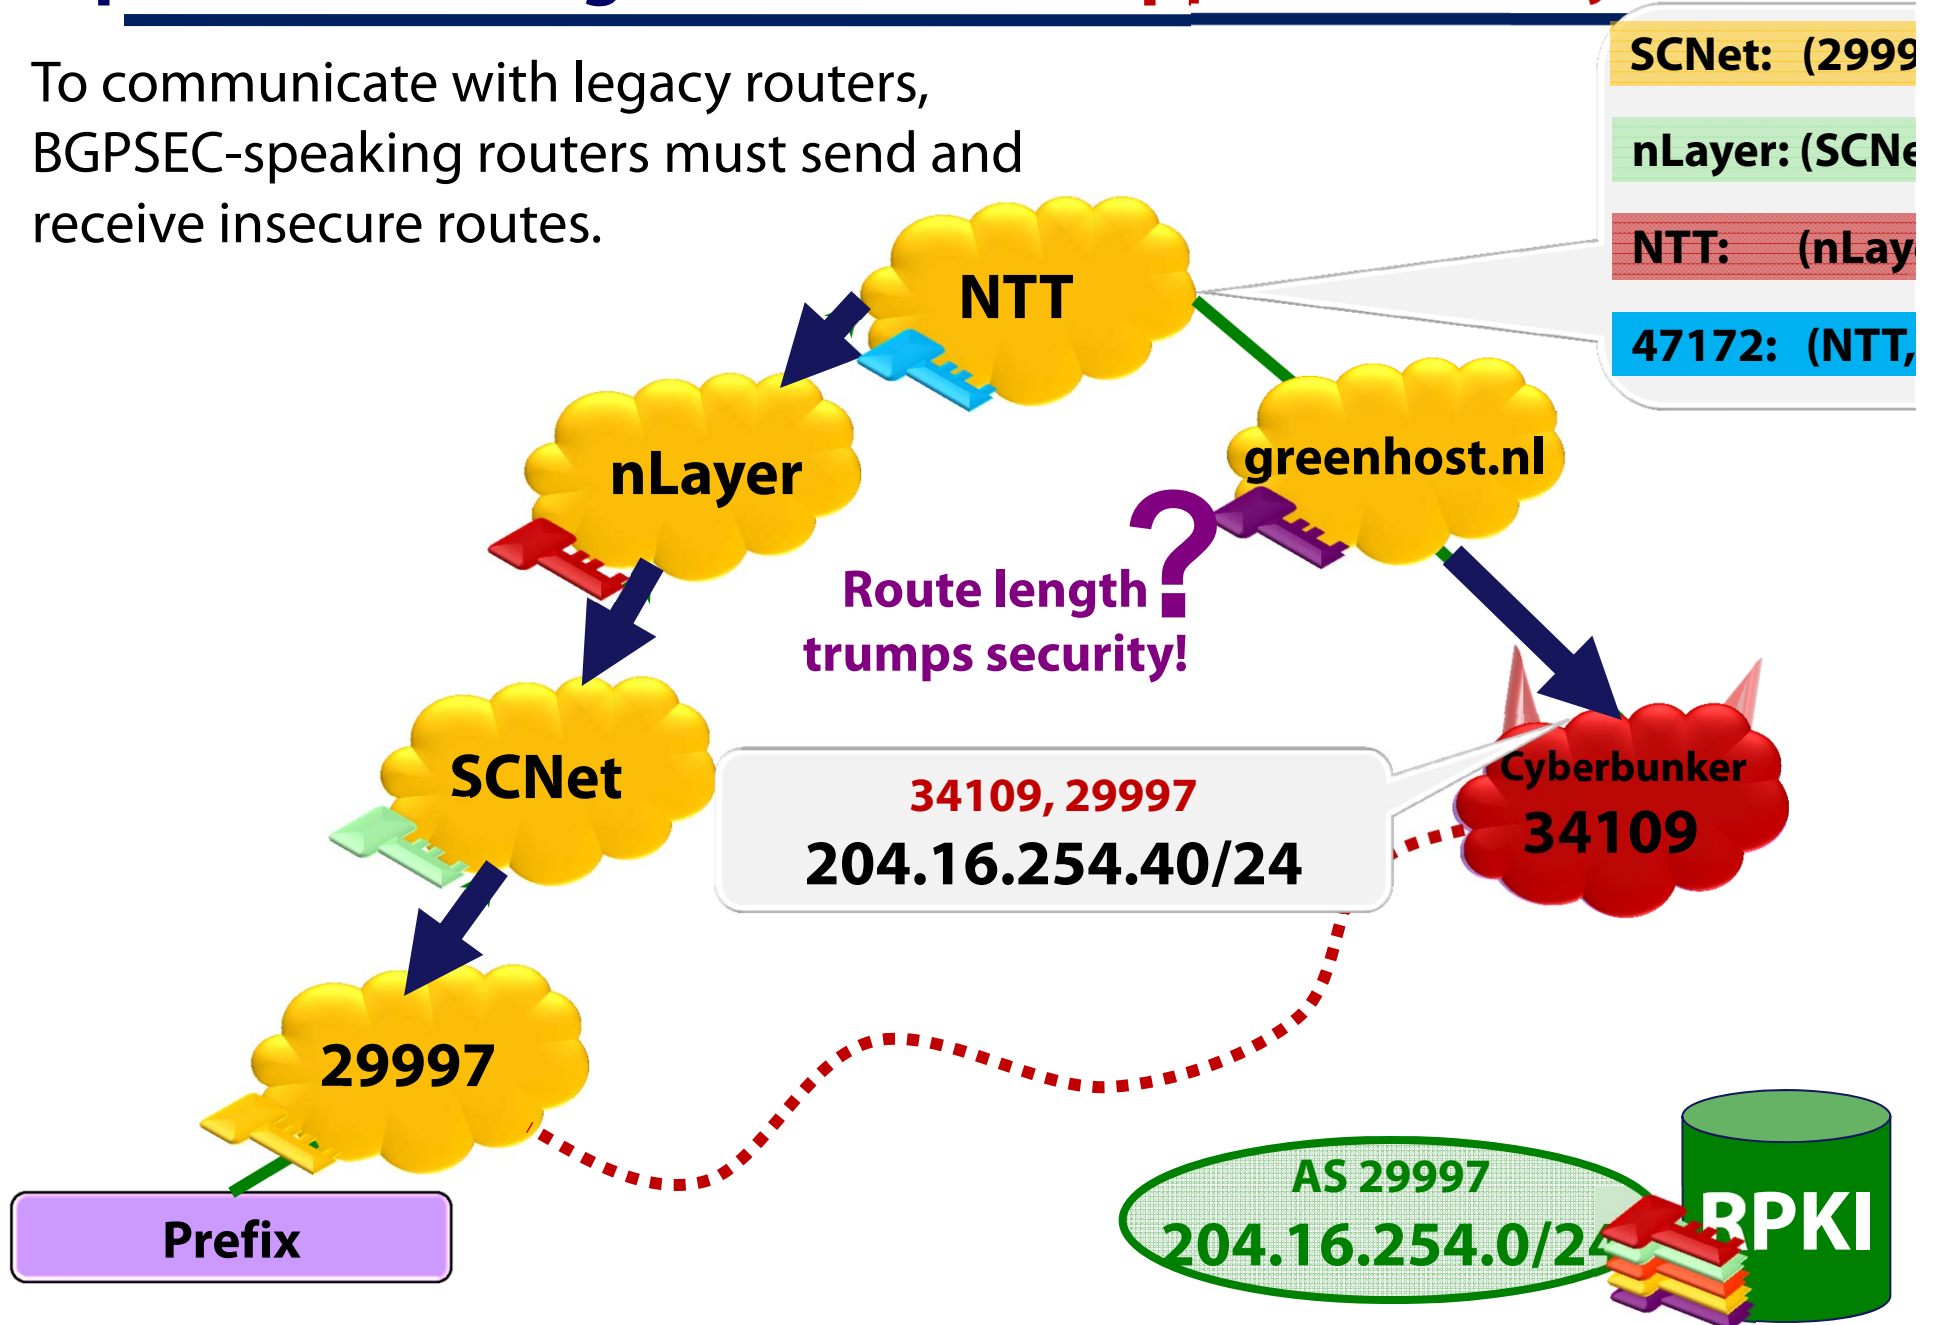 To communicate with legacy routers,
BGPSEC-speaking routers must send and
receive insecure routes.
SCNet: (2999
nLayer: (SCNe
NTT: (nLay
47172: (NTT,
NTT
nLayer
greenhost.nl
?
Route length
trumps security!
SCNet
34109, 29997
204.16.254.40/24
Cyberbunker
34109
29997
Prefix
AS 29997
204.16.254.0/24
RPKI